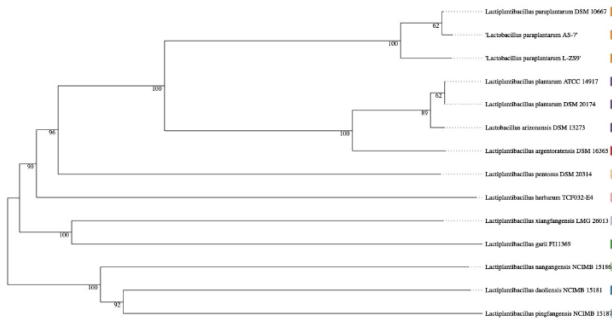 Lactiplantibacillus paraplantarum DSM 10667
62
'Lactobacillus paraplantarum AS-7'
100
'Lactobacillus paraplantarum L-ZS9'
100
Lactiplantibacillus plantarum ATCC 14917
62
Lactiplantibacillus plantarum DSM 20174
89
Lactobacillus arizonensis DSM 13273
96
100
Lactiplantibacillus argentoratensis DSM 16365
90
Lactiplantibacillus pentosus DSM 20314
Lactiplantibacillus herbarum TCF032-E4
Lactiplantibacillus xiangfangensis LMG 26013
100
Lactiplantibacillus garii FI11369
Lactiplantibacillus nangangensis NCIMB 15186
100
Lactiplantibacillus daoliensis NCIMB 15181
92
Lactiplantibacillus pingfangensis NCIMB 15187